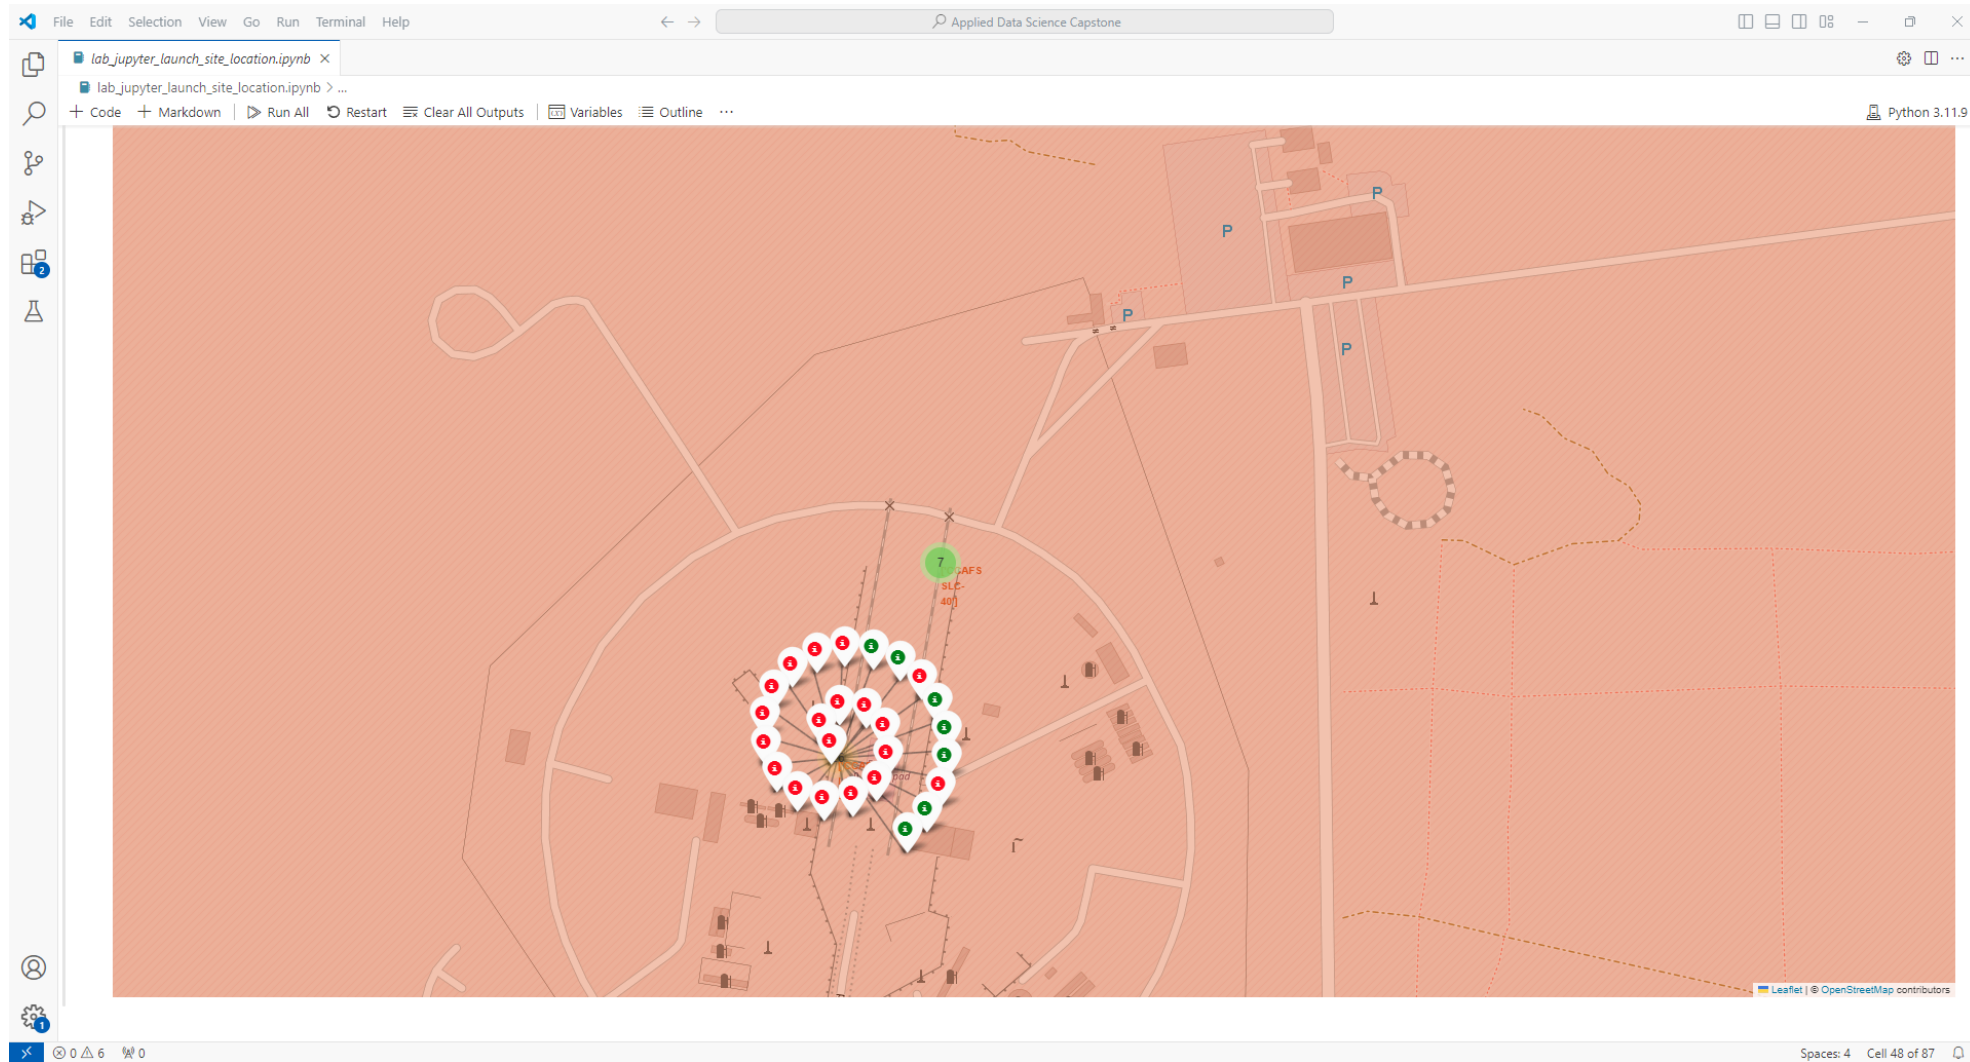 File Edit Selection View Go Run Terminal Help
Applied Data Science Capstone
lab_jupyter_launch_site_location.ipynb
lab_jupyter_launch_site_location.ipynb > ...
+ Code + Markdown Run All Restart Clear All Outputs Variables Outline ...
Python 3.11.9
2
P
P
P
P
P
7
AFS
SLC-
40
Leaflet | © OpenStreetMap contributors
1
0 6 0
Spaces: 4 Cell 48 of 87